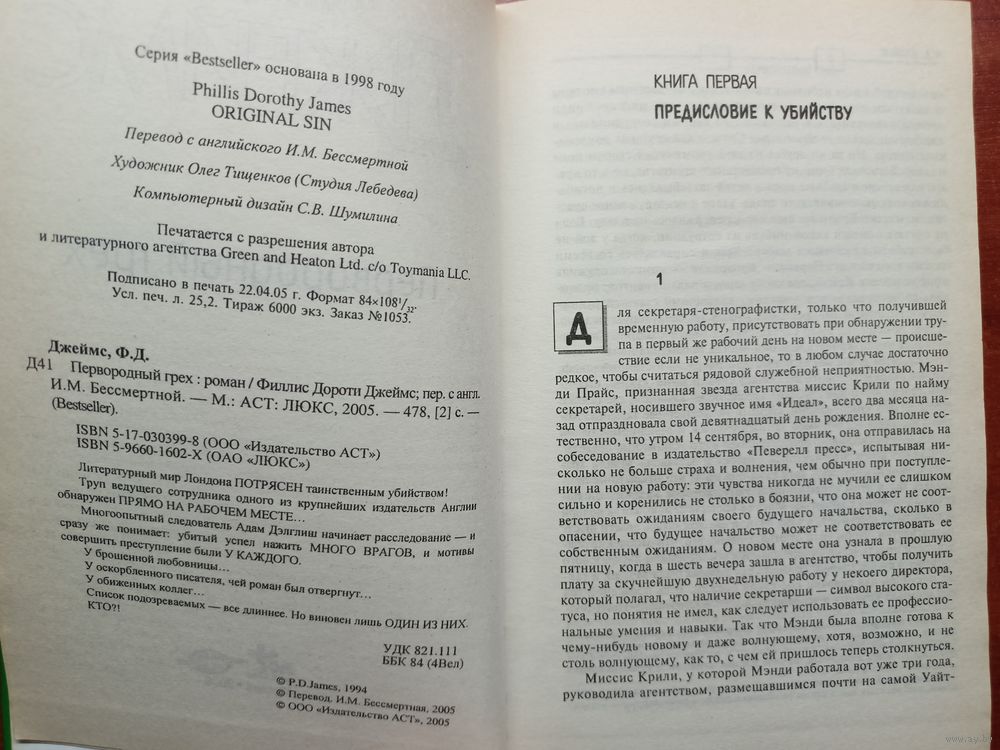 Серия «Bestseller» основана в 1998 году
Phillis Dorothy James
ORIGINAL SIN
Перевод с английского И.М. Бессмертной
Художник Олег Тищенков (Студия Лебедева)
Компьютерный дизайн С.В. Шумилина
Печатается с разрешения автора
и литературного агентства Green and Heaton Ltd. c/o Toymania LLC.
Подписано в печать 22.04.05 г. Формат 84×108¹/₃₂.
Усл. печ. л. 25,2. Тираж 6000 экз. Заказ №1053.
Джеймс, Ф.Д.
Д41 Первородный грех : роман / Филлис Дороти Джеймс; пер. с англ.
И.М. Бессмертной. — М.: АСТ: ЛЮКС, 2005. — 478, [2] с. —
(Bestseller).
ISBN 5-17-030399-8 (ООО «Издательство АСТ»)
ISBN 5-9660-1602-X (ОАО «ЛЮКС»)
Литературный мир Лондона ПОТРЯСЕН таинственным убийством!
Труп ведущего сотрудника одного из крупнейших издательств Англии
обнаружен ПРЯМО НА РАБОЧЕМ МЕСТЕ...
Многоопытный следователь Адам Дэлглиш начинает расследование — и
сразу же понимает: убитый успел нажить МНОГО ВРАГОВ, и мотивы
совершить преступление были У КАЖДОГО.
У брошенной любовницы...
У оскорбленного писателя, чей роман был отвергнут...
У обиженных коллег...
Список подозреваемых — все длиннее. Но виновен лишь ОДИН ИЗ НИХ.
КТО?!
УДК 821.111
ББК 84 (4Вел)
© P.D.James, 1994
© Перевод. И.М. Бессмертная, 2005
© ООО «Издательство АСТ», 2005
КНИГА ПЕРВАЯ
ПРЕДИСЛОВИЕ К УБИЙСТВУ
1
Для секретаря-стенографистки, только что получившей
временную работу, присутствовать при обнаружении тру-
па в первый же рабочий день на новом месте — происше-
ствие если не уникальное, то в любом случае достаточно
редкое, чтобы считаться рядовой служебной неприятностью. Мэн-
ди Прайс, признанная звезда агентства миссис Крили по найму
секретарей, носившего звучное имя «Идеал», всего два месяца на-
зад отпраздновала свой девятнадцатый день рождения. Вполне ес-
тественно, что утром 14 сентября, во вторник, она отправилась на
собеседование в издательство «Певерелл пресс», испытывая ни-
сколько не больше страха и волнения, чем обычно при поступле-
нии на новую работу: эти чувства никогда не мучили ее слишком
сильно и коренились не столько в боязни, что она может не соот-
ветствовать ожиданиям своего будущего начальства, сколько в
опасении, что будущее начальство может не соответствовать ее
собственным ожиданиям. О новом месте она узнала в прошлую
пятницу, когда в шесть вечера зашла в агентство, чтобы получить
плату за скучнейшую двухнедельную работу у некоего директора,
который полагал, что наличие секретарши — символ высокого ста-
туса, но понятия не имел, как следует использовать ее профессио-
нальные умения и навыки. Так что Мэнди была вполне готова к
чему-нибудь новому и даже волнующему, хотя, возможно, и не
столь волнующему, как то, с чем ей пришлось теперь столкнуться.
Миссис Крили, у которой Мэнди работала вот уже три года,
руководила агентством, размещавшимся почти на самой Уайт-
www.ay.by